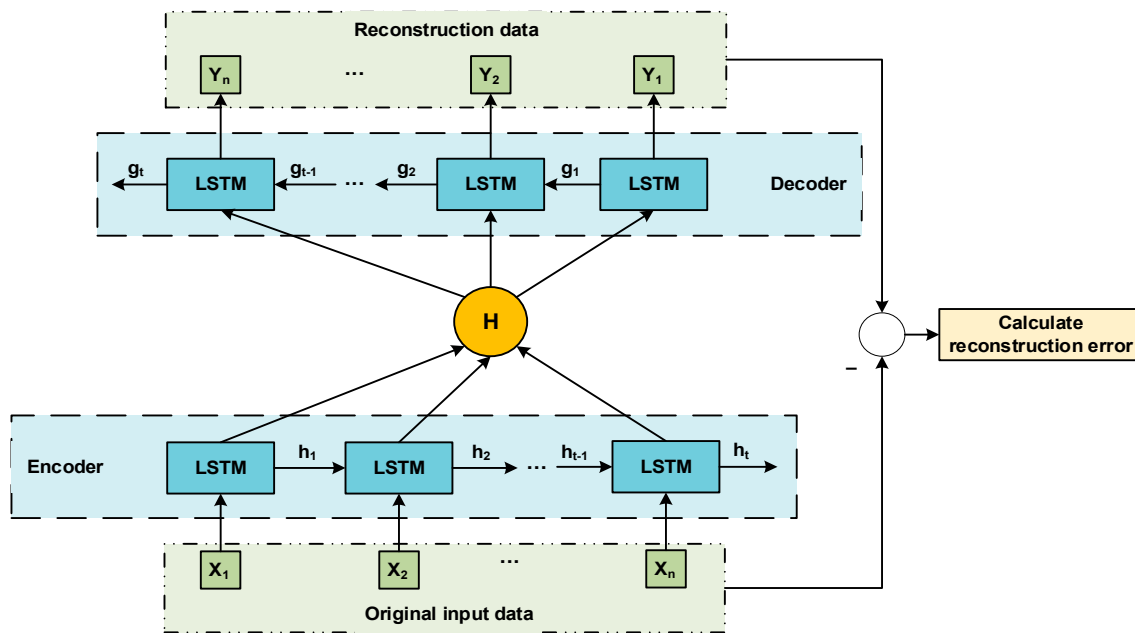 Reconstruction data
Yₙ ... Y₂ Y₁
gₜ gₜ₋₁ ... g₂ g₁
LSTM LSTM LSTM Decoder
H
Calculate
reconstruction error
−
h₁ h₂ ... hₜ₋₁ hₜ
Encoder LSTM LSTM LSTM
X₁ X₂ ... Xₙ
Original input data